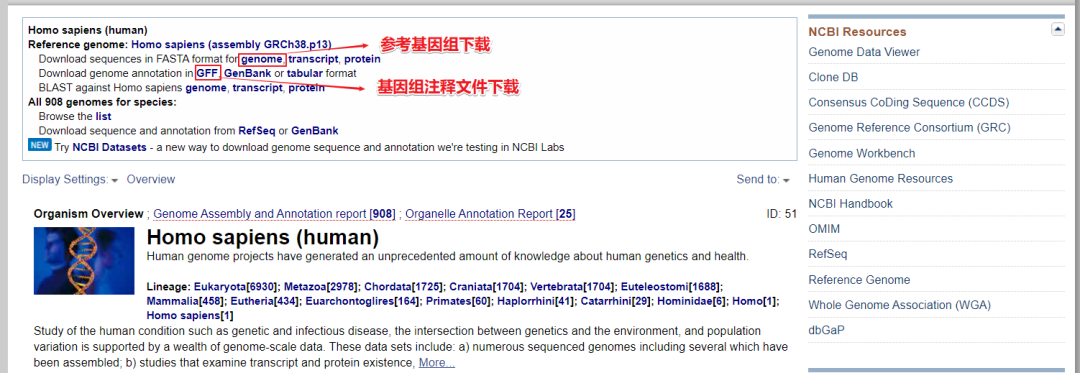 Homo sapiens (human)
Reference genome: Homo sapiens (assembly GRCh38.p13)
参考基因组下载
Download sequences in FASTA format for genome, transcript, protein
Download genome annotation in GFF, GenBank or tabular format
BLAST against Homo sapiens genome, transcript, protein
基因组注释文件下载
All 908 genomes for species:
Browse the list
Download sequence and annotation from RefSeq or GenBank
NEW Try NCBI Datasets - a new way to download genome sequence and annotation we're testing in NCBI Labs
Display Settings: Overview
Send to:
Organism Overview ; Genome Assembly and Annotation report [908] ; Organelle Annotation Report [25]
ID: 51
Homo sapiens (human)
Human genome projects have generated an unprecedented amount of knowledge about human genetics and health.
Lineage: Eukaryota[6930]; Metazoa[2978]; Chordata[1725]; Craniata[1704]; Vertebrata[1704]; Euteleostomi[1688];
Mammalia[458]; Eutheria[434]; Euarchontoglires[164]; Primates[60]; Haplorrhini[41]; Catarrhini[29]; Hominidae[6]; Homo[1];
Homo sapiens[1]
Study of the human condition such as genetic and infectious disease, the intersection between genetics and the environment, and population
variation is supported by a wealth of genome-scale data. These data sets include: a) numerous sequenced genomes including several which have
been assembled; b) studies that examine transcript and protein existence, More...
NCBI Resources
Genome Data Viewer
Clone DB
Consensus CoDing Sequence (CCDS)
Genome Reference Consortium (GRC)
Genome Workbench
Human Genome Resources
NCBI Handbook
OMIM
RefSeq
Reference Genome
Whole Genome Association (WGA)
dbGaP